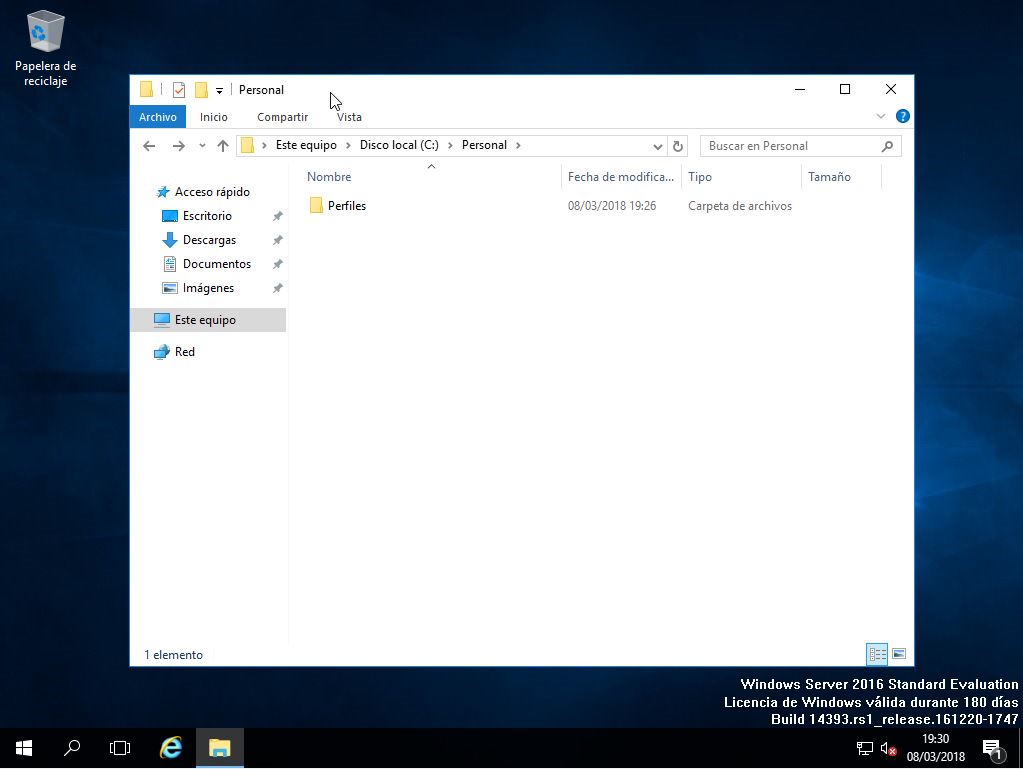 Papelera de
reciclaje
Personal
Archivo Inicio Compartir Vista
Este equipo Disco local (C:) Personal
Buscar en Personal
Nombre Fecha de modifica... Tipo Tamaño
Perfiles 08/03/2018 19:26 Carpeta de archivos
Acceso rápido
Escritorio
Descargas
Documentos
Imágenes
Este equipo
Red
1 elemento
Windows Server 2016 Standard Evaluation
Licencia de Windows válida durante 180 días
Build 14393.rs1_release.161220-1747
19:30
08/03/2018
1